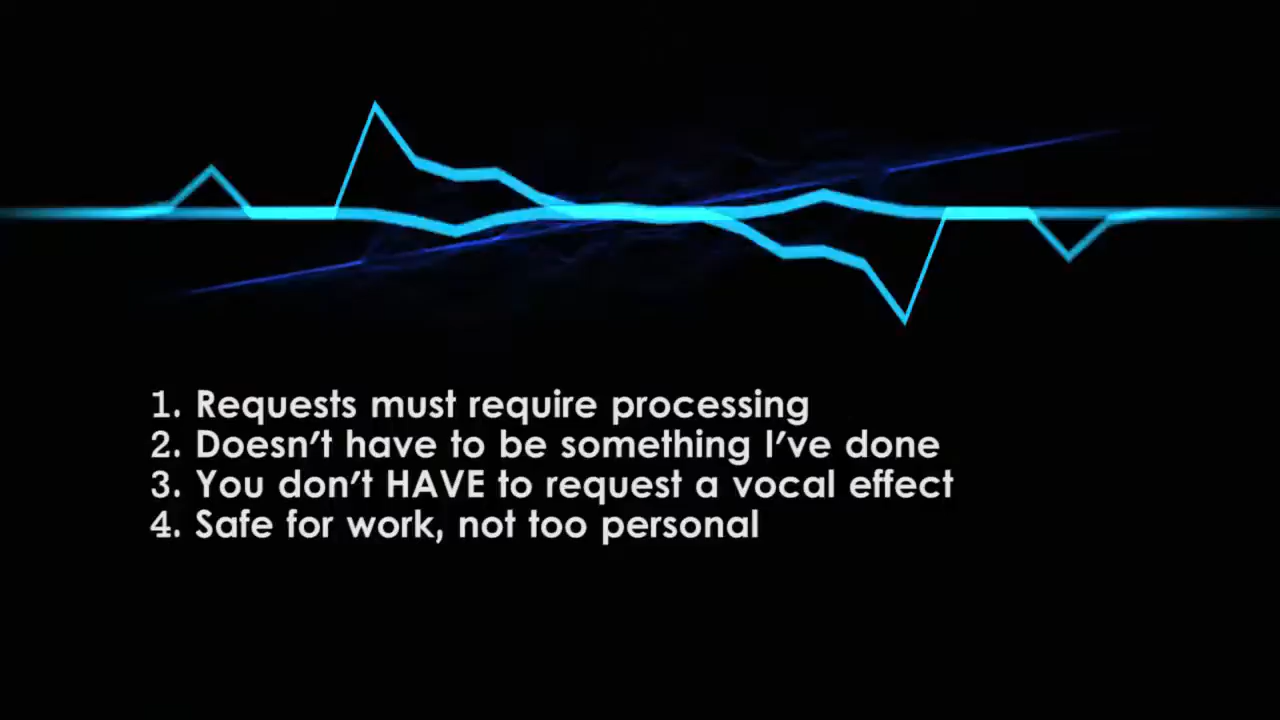 1. Requests must require processing
2. Doesn’t have to be something I’ve done
3. You don’t HAVE to request a vocal effect
4. Safe for work, not too personal